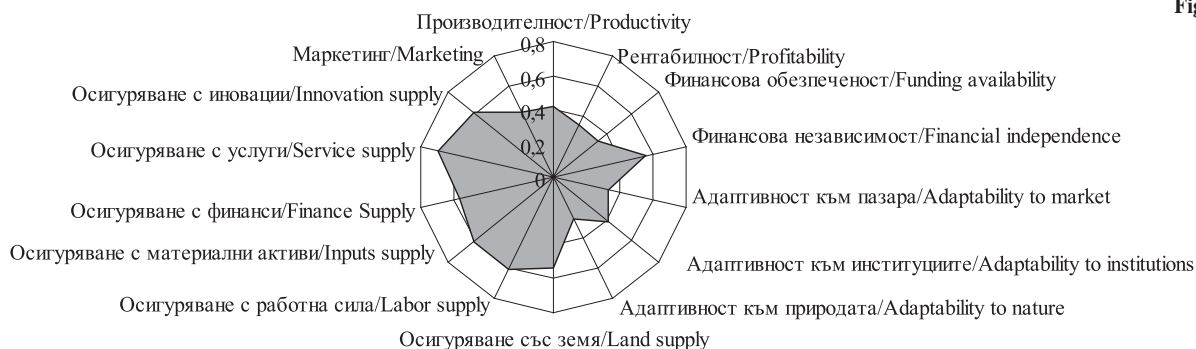 Fig
Производителност/Productivity
Маркетинг/Marketing
0,8
Рентабилност/Profitability
0,6
Финансова обезпеченост/Funding availability
Осигуряване с иновации/Innovation supply
0,4
Финансова независимост/Financial independence
Осигуряване с услуги/Service supply
0,2
0
Адаптивност към пазара/Adaptability to market
Осигуряване с финанси/Finance Supply
Осигуряване с материални активи/Inputs supply
Адаптивност към институциите/Adaptability to institutions
Осигуряване с работна сила/Labor supply
Адаптивност към природата/Adaptability to nature
Осигуряване със земя/Land supply